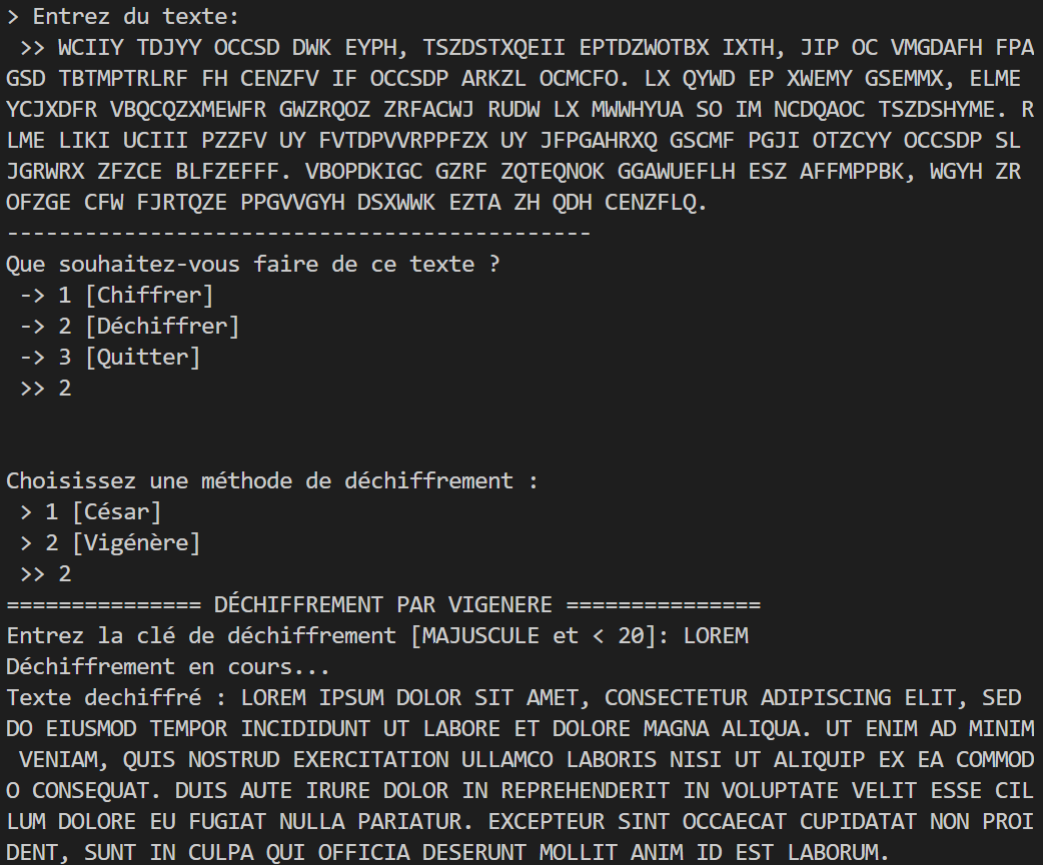 > Entrez du texte:
>> WCIIY TDJYY OCCSD DWK EYPH, TSZDSTXQEII EPTDZWOTBX IXTH, JIP OC VMGDAFH FPA
GSD TBTMPTRLRF FH CENZFV IF OCCSDP ARKZL OCMCFO. LX QYWD EP XWEMY GSEMMX, ELME
YCJXDFR VBQCQZXMEWFR GWZRQOZ ZRFACWJ RUDW LX MWWHYUA SO IM NCDQAOC TSZDSHYME. R
LME LIKI UCIII PZZFV UY FVTDPVVRPPFZX UY JFPGAHRXQ GSCMF PGJI OTZCYY OCCSDP SL
JGRWRX ZFZCE BLFZEFFF. VBOPDKIGC GZRF ZQTEQNOK GGAWUEFLH ESZ AFFMPPBK, WGYH ZR
OFZGE CFW FJRTQZE PPGVVGYH DSXWWK EZTA ZH QDH CENZFLQ.
---------------------------------------------
Que souhaitez-vous faire de ce texte ?
-> 1 [Chiffrer]
-> 2 [Déchiffrer]
-> 3 [Quitter]
>> 2
Choisissez une méthode de déchiffrement :
> 1 [César]
> 2 [Vigénère]
>> 2
=============== DÉCHIFFREMENT PAR VIGENERE ===============
Entrez la clé de déchiffrement [MAJUSCULE et < 20]: LOREM
Déchiffrement en cours...
Texte dechiffré : LOREM IPSUM DOLOR SIT AMET, CONSECTETUR ADIPISCING ELIT, SED
DO EIUSMOD TEMPOR INCIDIDUNT UT LABORE ET DOLORE MAGNA ALIQUA. UT ENIM AD MINIM
VENIAM, QUIS NOSTRUD EXERCITATION ULLAMCO LABORIS NISI UT ALIQUIP EX EA COMMOD
O CONSEQUAT. DUIS AUTE IRURE DOLOR IN REPREHENDERIT IN VOLUPTATE VELIT ESSE CIL
LUM DOLORE EU FUGIAT NULLA PARIATUR. EXCEPTEUR SINT OCCAECAT CUPIDATAT NON PROI
DENT, SUNT IN CULPA QUI OFFICIA DESERUNT MOLLIT ANIM ID EST LABORUM.